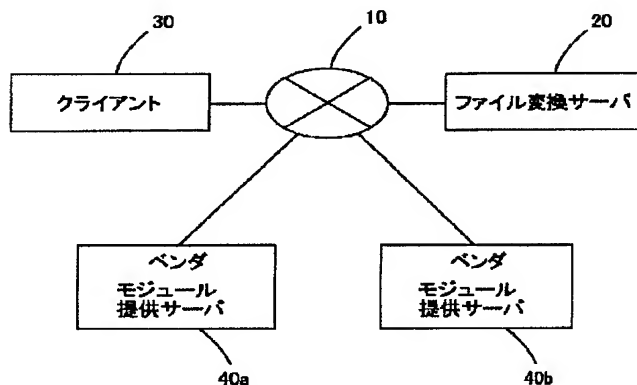 30
10
20
クライアント
ファイル変換サーバ
ベンダ
モジュール
提供サーバ
ベンダ
モジュール
提供サーバ
40a
40b